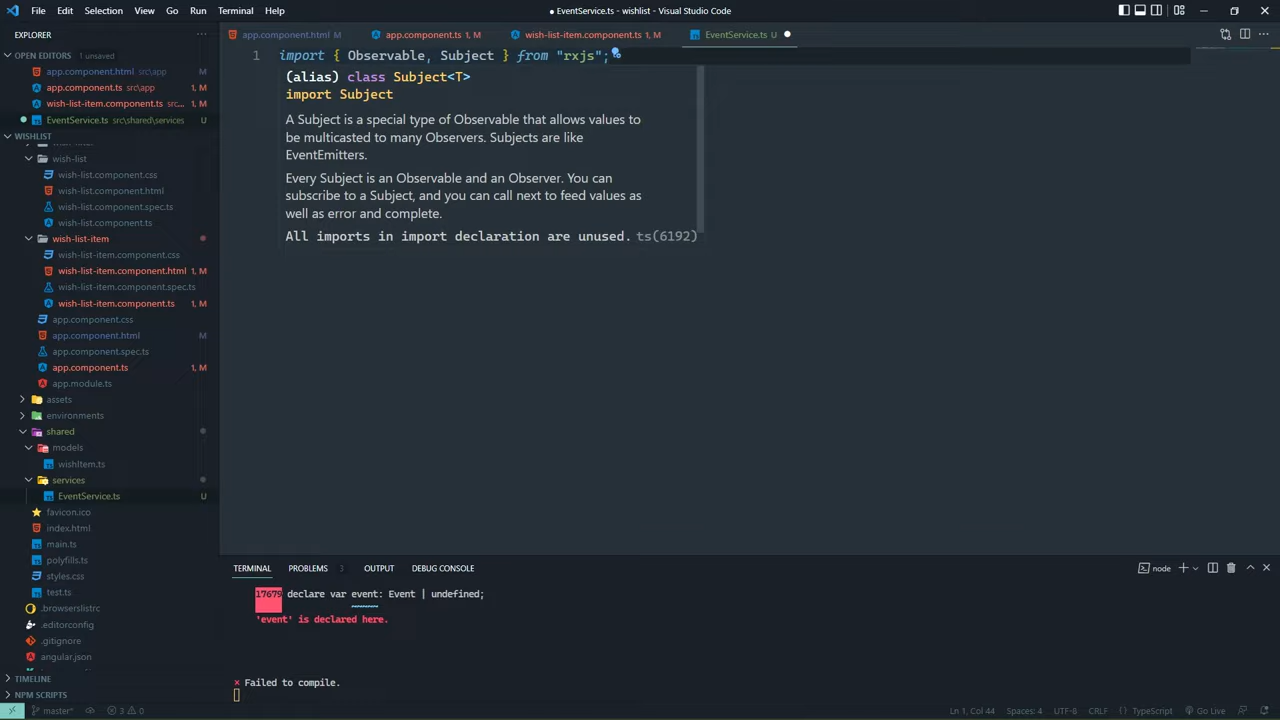 File Edit Selection View Go Run Terminal Help
● EventService.ts - wishlist - Visual Studio Code
EXPLORER
OPEN EDITORS 1 unsaved
app.component.html src\app M
app.component.ts src\app 1, M
wish-list-item.component.ts src... 1, M
EventService.ts src\shared\services U
WISHLIST
wish-list
wish-list.component.css
wish-list.component.html
wish-list.component.spec.ts
wish-list.component.ts
wish-list-item
wish-list-item.component.css
wish-list-item.component.html 1, M
wish-list-item.component.spec.ts
wish-list-item.component.ts 1, M
app.component.css
app.component.html M
app.component.spec.ts
app.component.ts 1, M
app.module.ts
assets
environments
shared
models
wishItem.ts
services
EventService.ts U
favicon.ico
index.html
main.ts
polyfills.ts
styles.css
test.ts
.browserslistrc
.editorconfig
.gitignore
angular.json
TIMELINE
NPM SCRIPTS
app.component.html M
app.component.ts 1, M
wish-list-item.component.ts 1, M
EventService.ts U
1 import { Observable, Subject } from "rxjs";
(alias) class Subject<T>
import Subject
A Subject is a special type of Observable that allows values to
be multicasted to many Observers. Subjects are like
EventEmitters.
Every Subject is an Observable and an Observer. You can
subscribe to a Subject, and you can call next to feed values as
well as error and complete.
All imports in import declaration are unused. ts(6192)
TERMINAL PROBLEMS 3 OUTPUT DEBUG CONSOLE
node
17679 declare var event: Event | undefined;
~~~~~
'event' is declared here.
× Failed to compile.
master* 3 0
Ln 1, Col 44 Spaces: 4 UTF-8 CRLF {} TypeScript Go Live